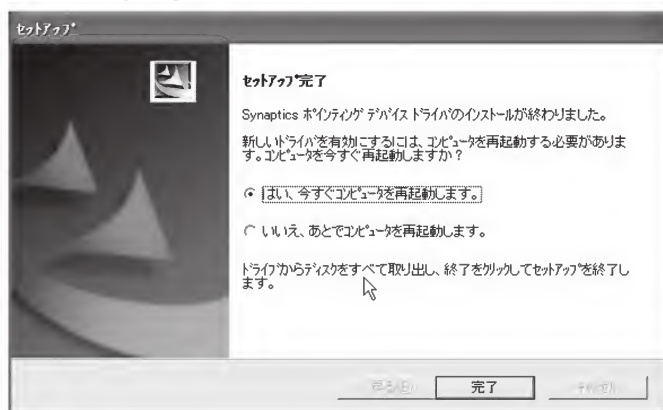 セットアップ
セットアップ完了
Synaptics ポインティング デバイス ドライバのインストールが終わりました。
新しいドライバを有効にするには、コンピュータを再起動する必要がありま
す。コンピュータを今すぐ再起動しますか？
はい、今すぐコンピュータを再起動します。
いいえ、あとでコンピュータを再起動します。
ドライブからディスクをすべて取り出し、終了をクリックしてセットアップを終了し
ます。
完了